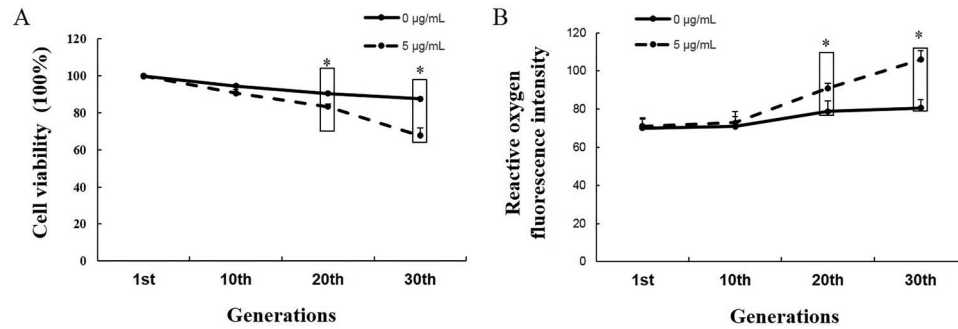 A
0 µg/mL
5 µg/mL
120
100
80
60
40
20
0
* *
Cell viability (100%)
1st 10th 20th 30th
Generations
B
0 µg/mL
5 µg/mL
120
100
80
60
40
20
0
* *
Reactive oxygen
fluorescence intensity
1st 10th 20th 30th
Generations